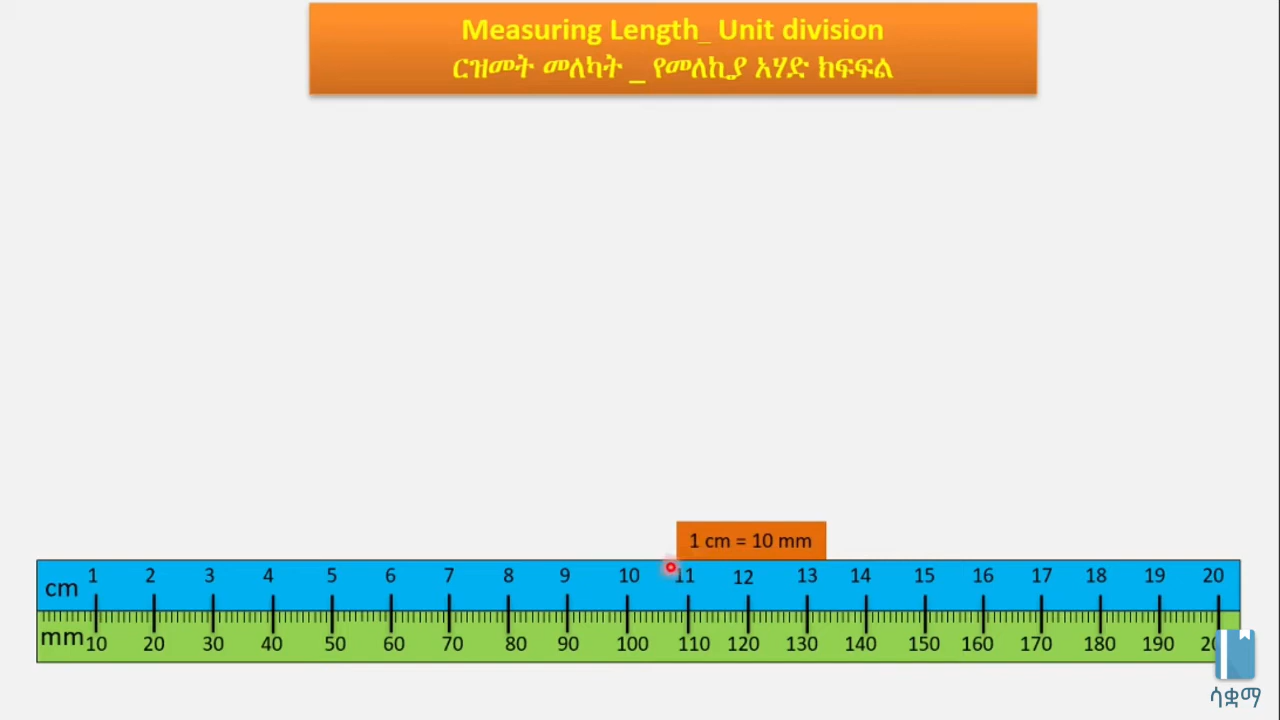 Measuring Length_ Unit division
ርዝመት መለካት _ የመለኪያ አሃድ ክፍፍል
1 cm = 10 mm
cm 1 2 3 4 5 6 7 8 9 10 11 12 13 14 15 16 17 18 19 20
mm 10 20 30 40 50 60 70 80 90 100 110 120 130 140 150 160 170 180 190
ሳቋማ